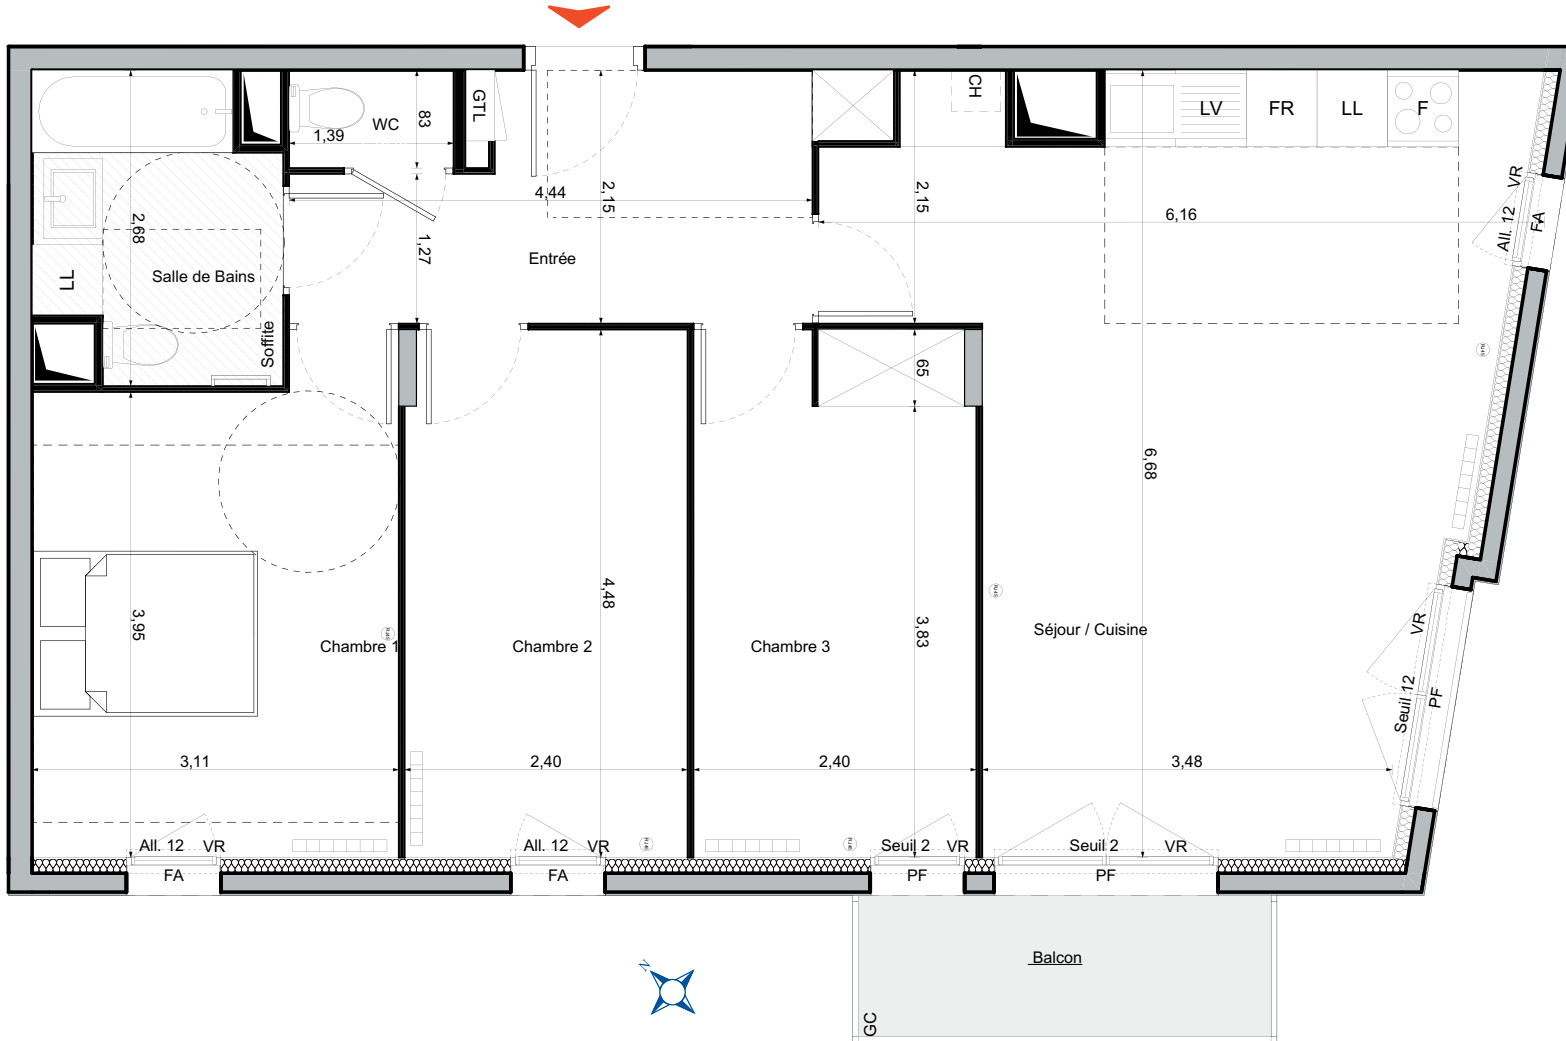 GTL
CH
LV
FR
LL
F
WC
83
1,39
4,44
2,15
2,15
6,16
VR
All. 12
FA
2,68
1,27
Entrée
Salle de Bains
LL
Soffite
65
6,68
4,48
3,95
3,83
Chambre 1
Chambre 2
Chambre 3
Séjour / Cuisine
VR
Seuil 12
PF
3,11
2,40
2,40
3,48
All. 12 VR
FA
All. 12 VR
FA
Seuil 2 VR
PF
Seuil 2 VR
PF
Balcon
N
GC